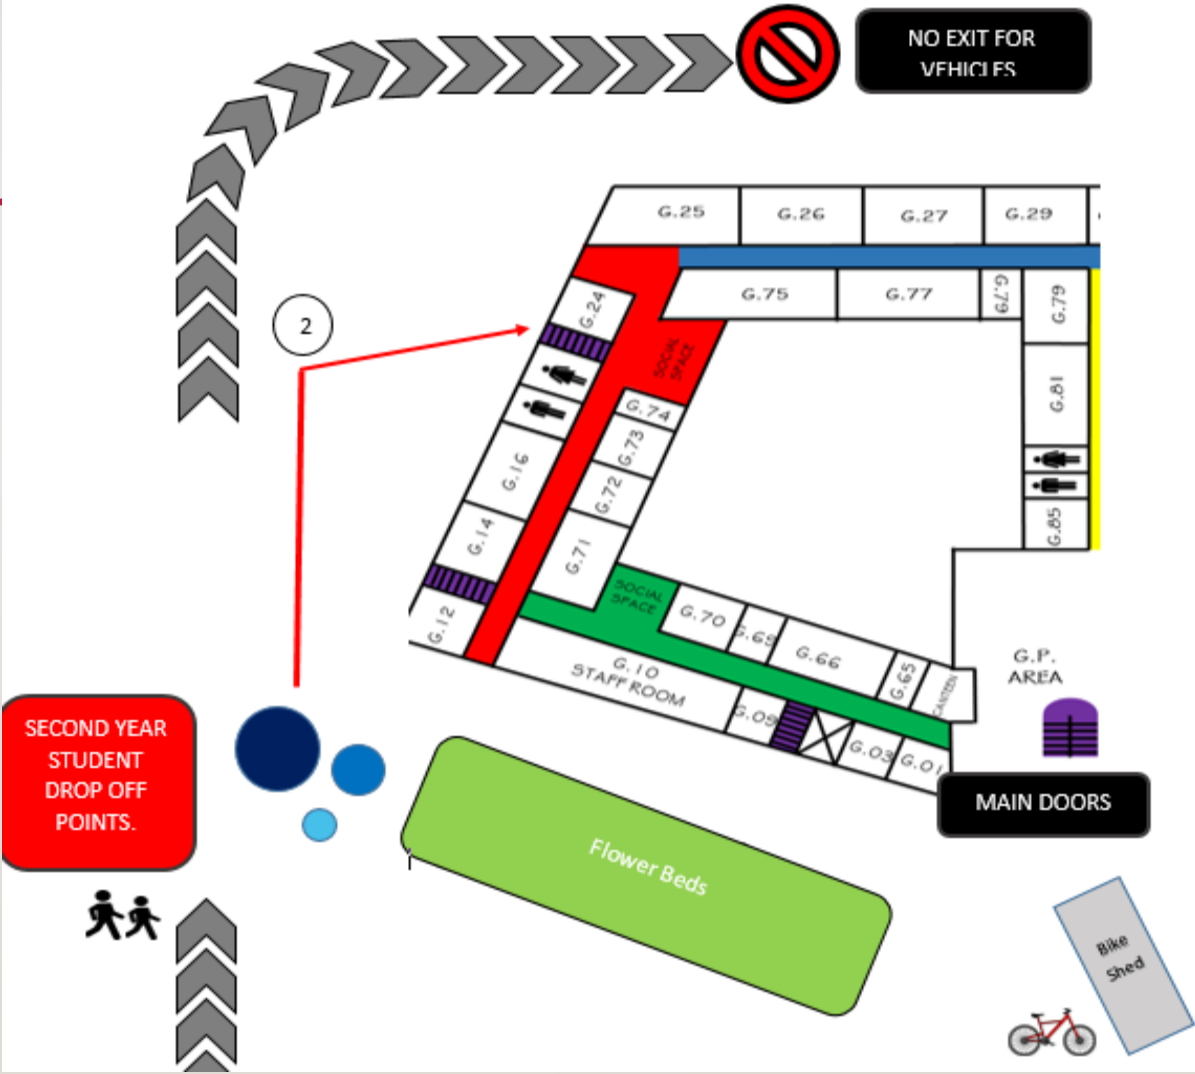 NO EXIT FOR
VEHICLES
G.25
G.26
G.27
G.29
G.75
G.77
G.79
G.79
G.24
2
SOCIAL
SPACE
G.81
G.74
G.73
G.16
G.72
G.85
G.14
G.71
SOCIAL
SPACE
G.12
G.70
G.69
G.66
G.65
CANTEEN
G.P.
AREA
G.10
STAFF ROOM
G.09
G.03
G.01
SECOND YEAR
STUDENT
DROP OFF
POINTS.
MAIN DOORS
Flower Beds
Bike
Shed